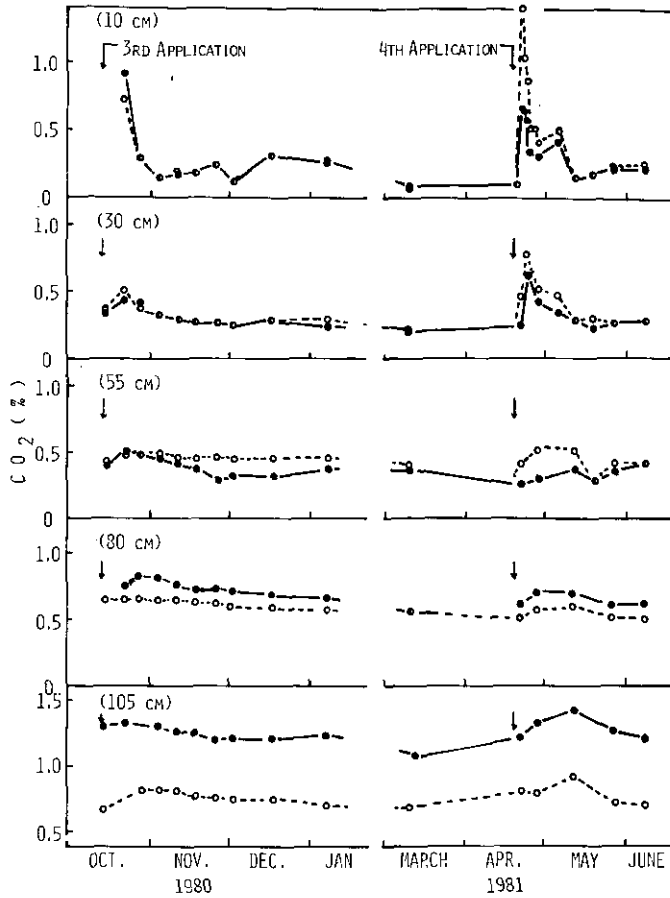 (10 CM)
3RD APPLICATION
4TH APPLICATION
1.0
0.5
0
(30 CM)
1.0
0.5
0
(55 CM)
1.0
0.5
0
CO2 (%)
(80 CM)
1.0
0.5
0
(105 CM)
1.5
1.0
0.5
OCT. NOV. DEC. JAN MARCH APR. MAY JUNE
1980 1981